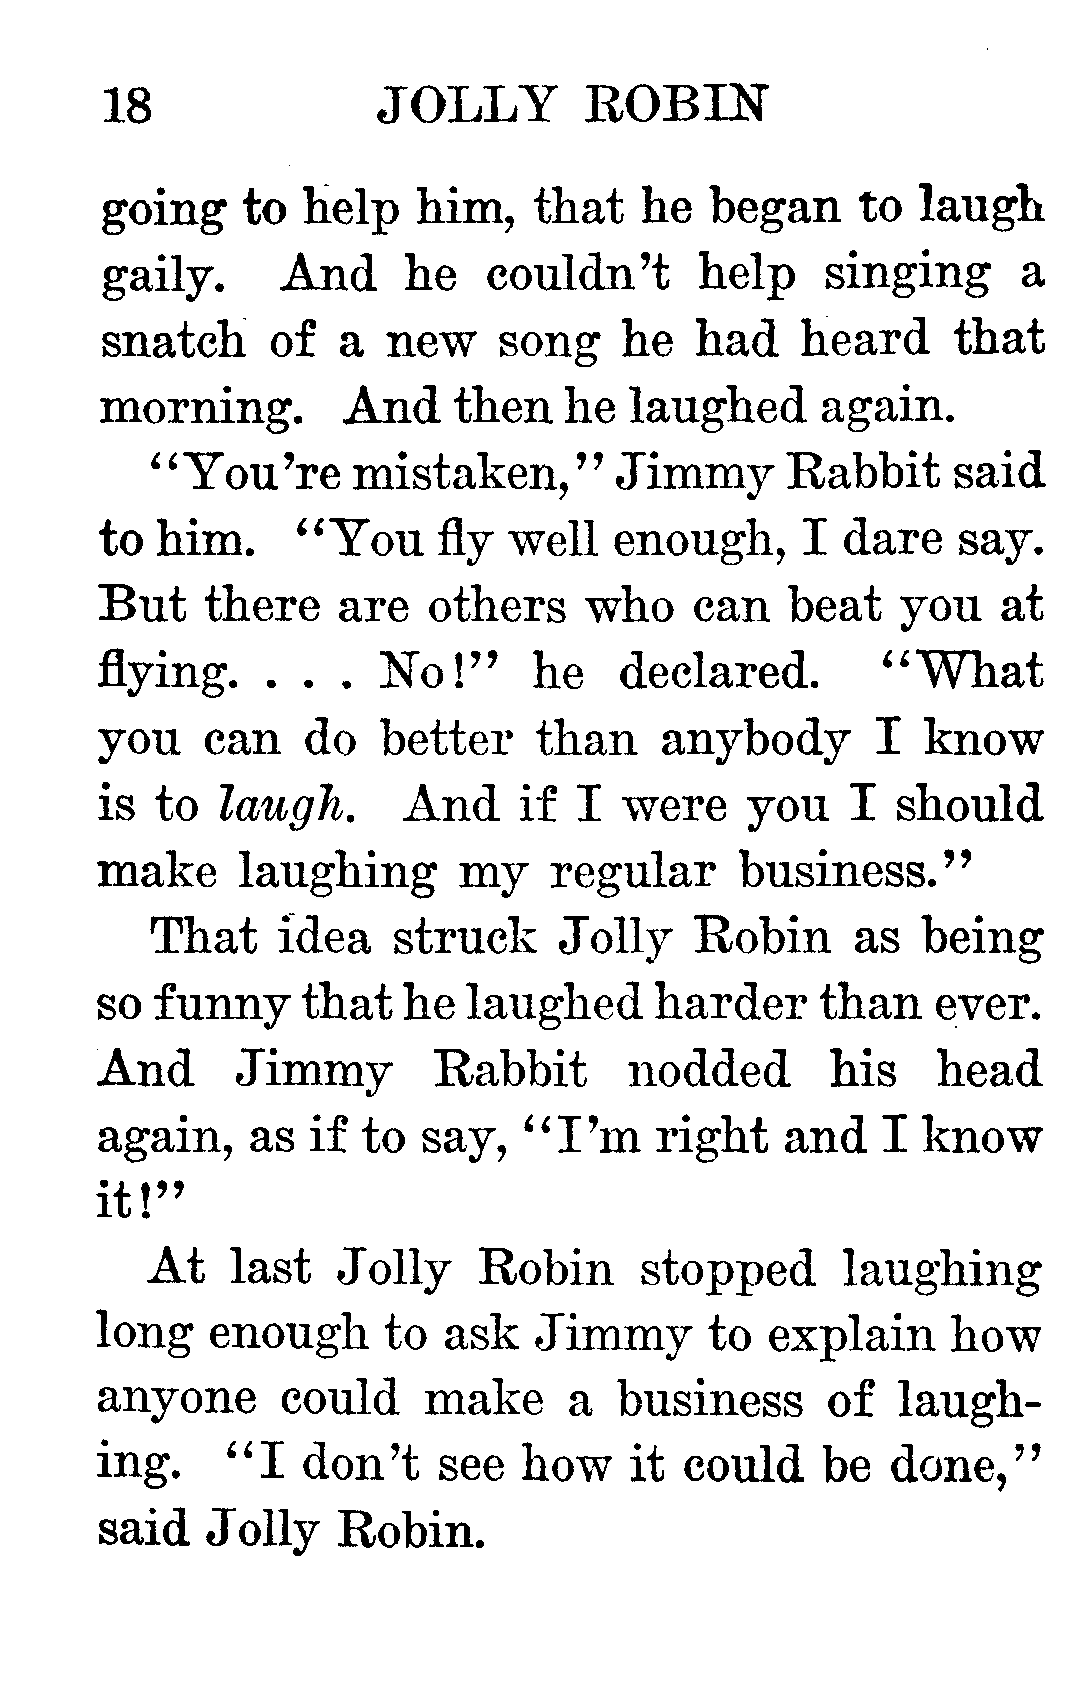 18 JOLLY ROBIN
going to help him, that he began to laugh
gaily. And he couldn't help singing a
snatch of a new song he had heard that
morning. And then he laughed again.
"You're mistaken," Jimmy Rabbit said
to him. "You fly well enough, I dare say.
But there are others who can beat you at
flying. . . . No!" he declared. "What
you can do better than anybody I know
is to laugh. And if I were you I should
make laughing my regular business."
That idea struck Jolly Robin as being
so funny that he laughed harder than ever.
And Jimmy Rabbit nodded his head
again, as if to say, "I'm right and I know
it!"
At last Jolly Robin stopped laughing
long enough to ask Jimmy to explain how
anyone could make a business of laugh-
ing. "I don't see how it could be done,"
said Jolly Robin.